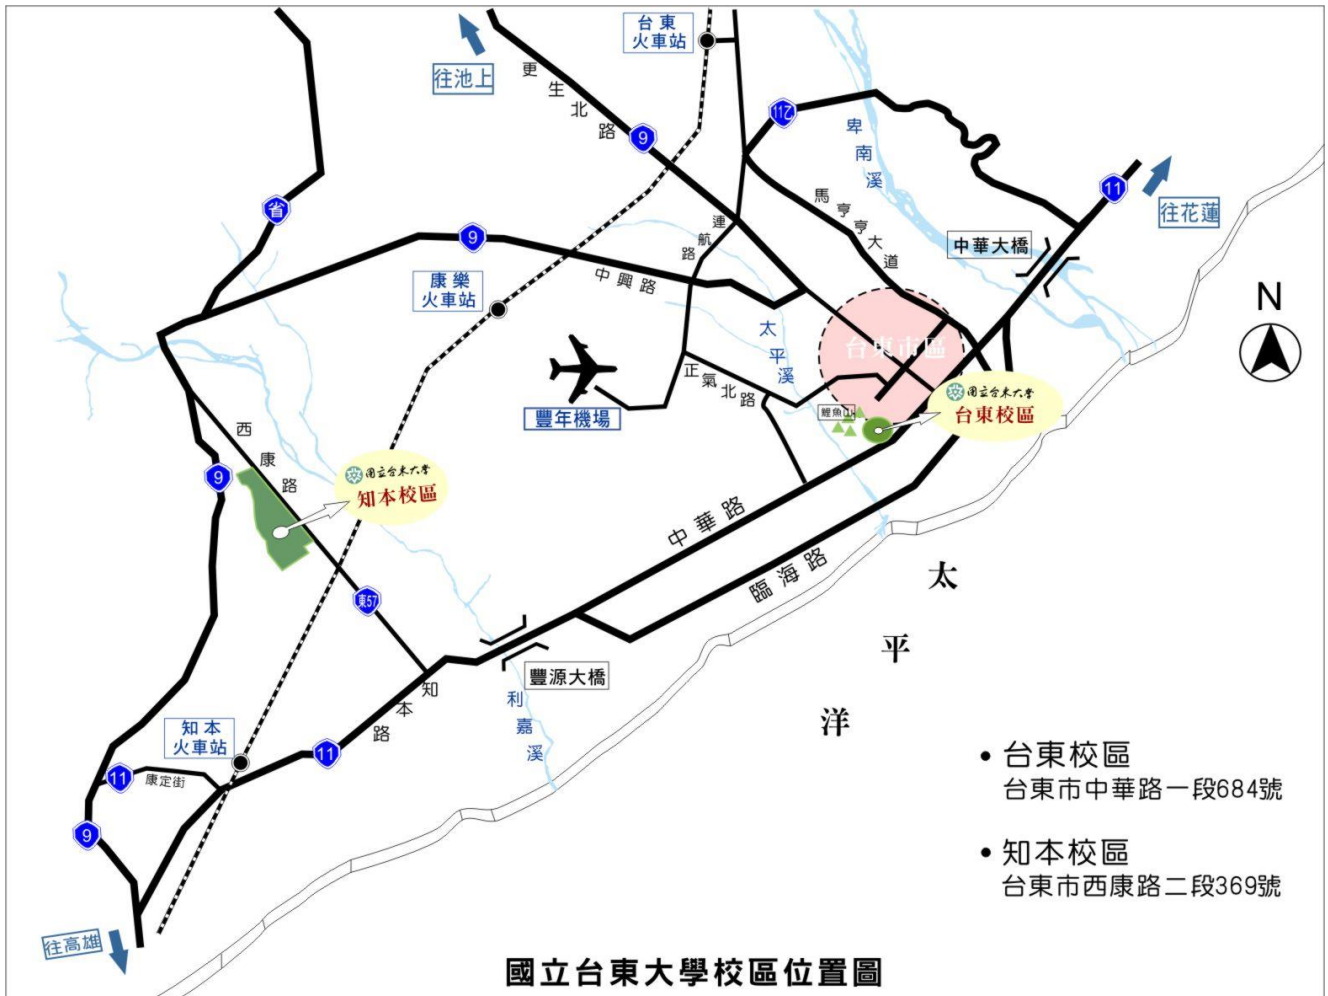 台東
火車站
往池上
更生北路
9
11乙
卑南溪
11
往花蓮
省
9
連航路
馬亨亨大道
中華大橋
康樂
火車站
中興路
N
太平溪
台東市區
正氣北路
豐年機場
鯉魚山
國立台東大學
台東校區
西康路
9
國立台東大學
知本校區
中華路
臨海路
太平洋
東57
豐源大橋
知本路
利嘉溪
知本
火車站
11
11
康定街
9
往高雄
• 台東校區
台東市中華路一段684號
• 知本校區
台東市西康路二段369號
國立台東大學校區位置圖